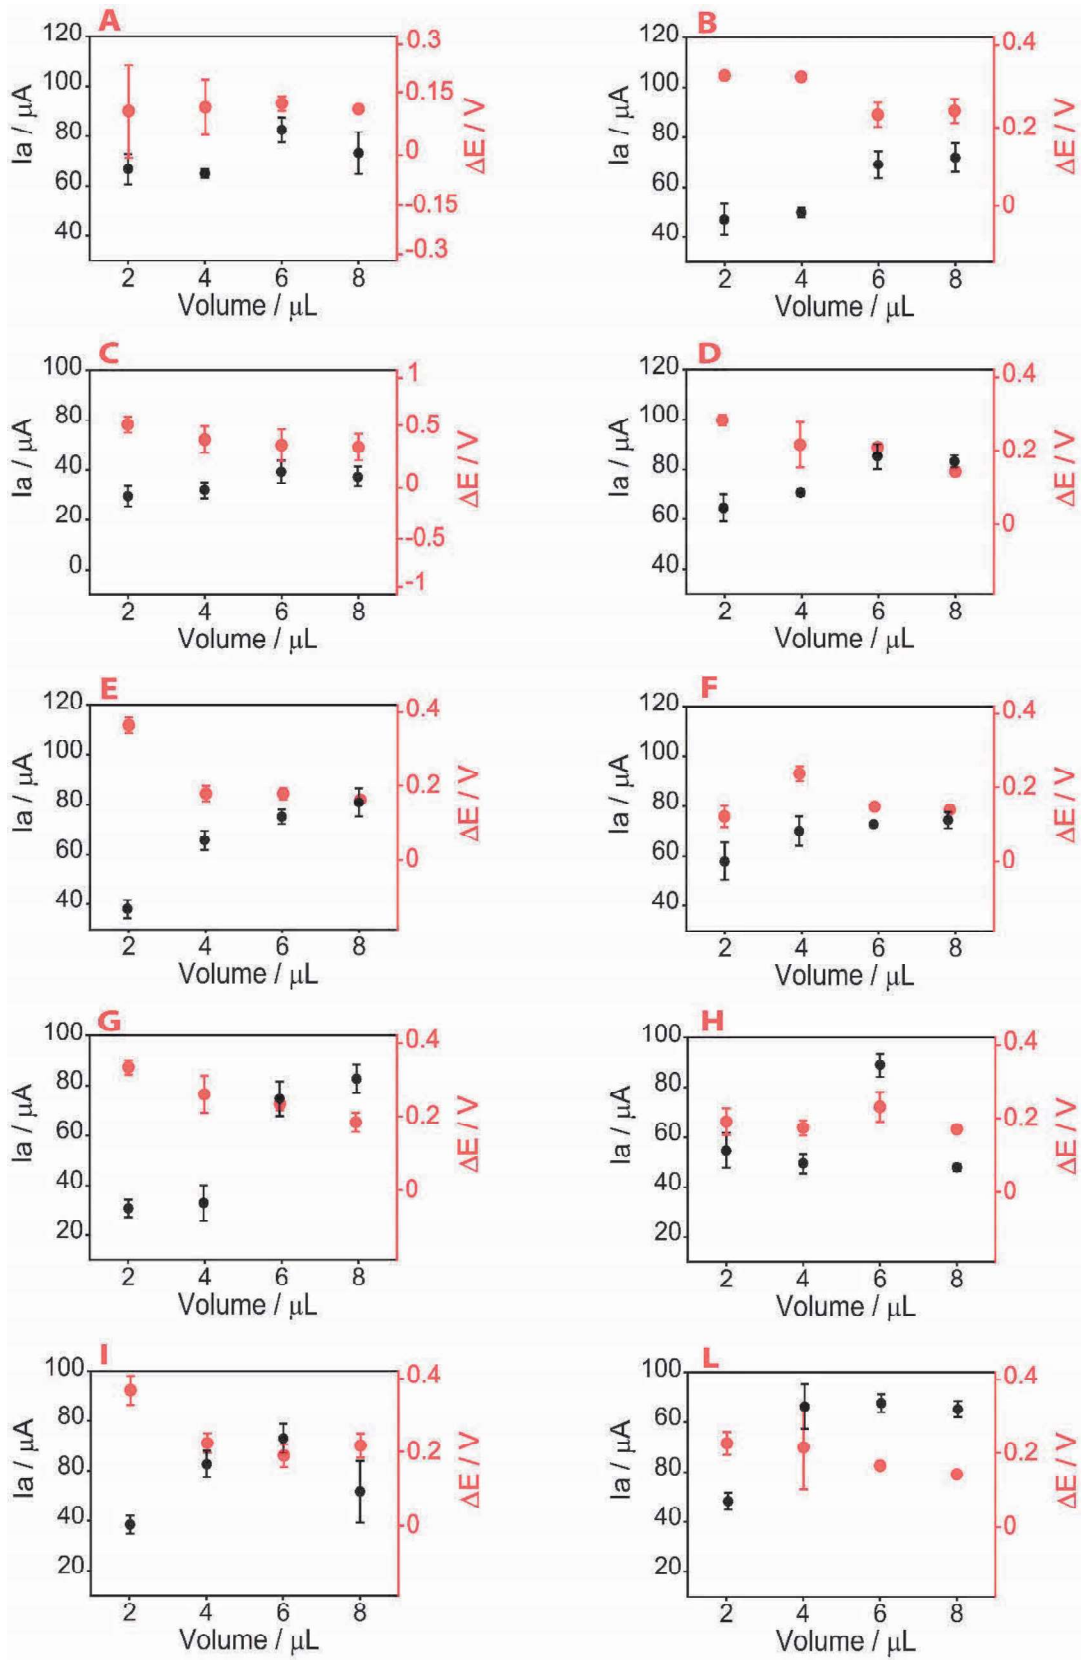 A
120
100
80
60
40
Ia / μA
0.3
0.15
0
-0.15
-0.3
ΔE / V
2 4 6 8
Volume / μL
B
120
100
80
60
40
Ia / μA
0.4
0.2
0
ΔE / V
2 4 6 8
Volume / μL
C
100
80
40
20
0
Ia / μA
1
0.5
0
-0.5
-1
ΔE / V
2 4 6 8
Volume / μL
D
120
100
80
60
40
Ia / μA
0.4
0.2
0
ΔE / V
2 4 6 8
Volume / μL
E
120
100
80
60
40
Ia / μA
0.4
0.2
0
ΔE / V
2 4 6 8
Volume / μL
F
120
100
80
60
40
Ia / μA
0.4
0.2
0
ΔE / V
2 4 6 8
Volume / μL
G
100
80
60
40
20
Ia / μA
0.4
0.2
0
ΔE / V
2 4 6 8
Volume / μL
H
100
80
60
40
20
Ia / μA
0.4
0.2
0
ΔE / V
2 4 6 8
Volume / μL
I
100
80
80
40
20
Ia / μA
0.4
0.2
0
ΔE / V
2 4 6 8
Volume / μL
L
100
60
80
40
20
Ia / μA
0.4
0.2
0
ΔE / V
2 4 6 8
Volume / μL